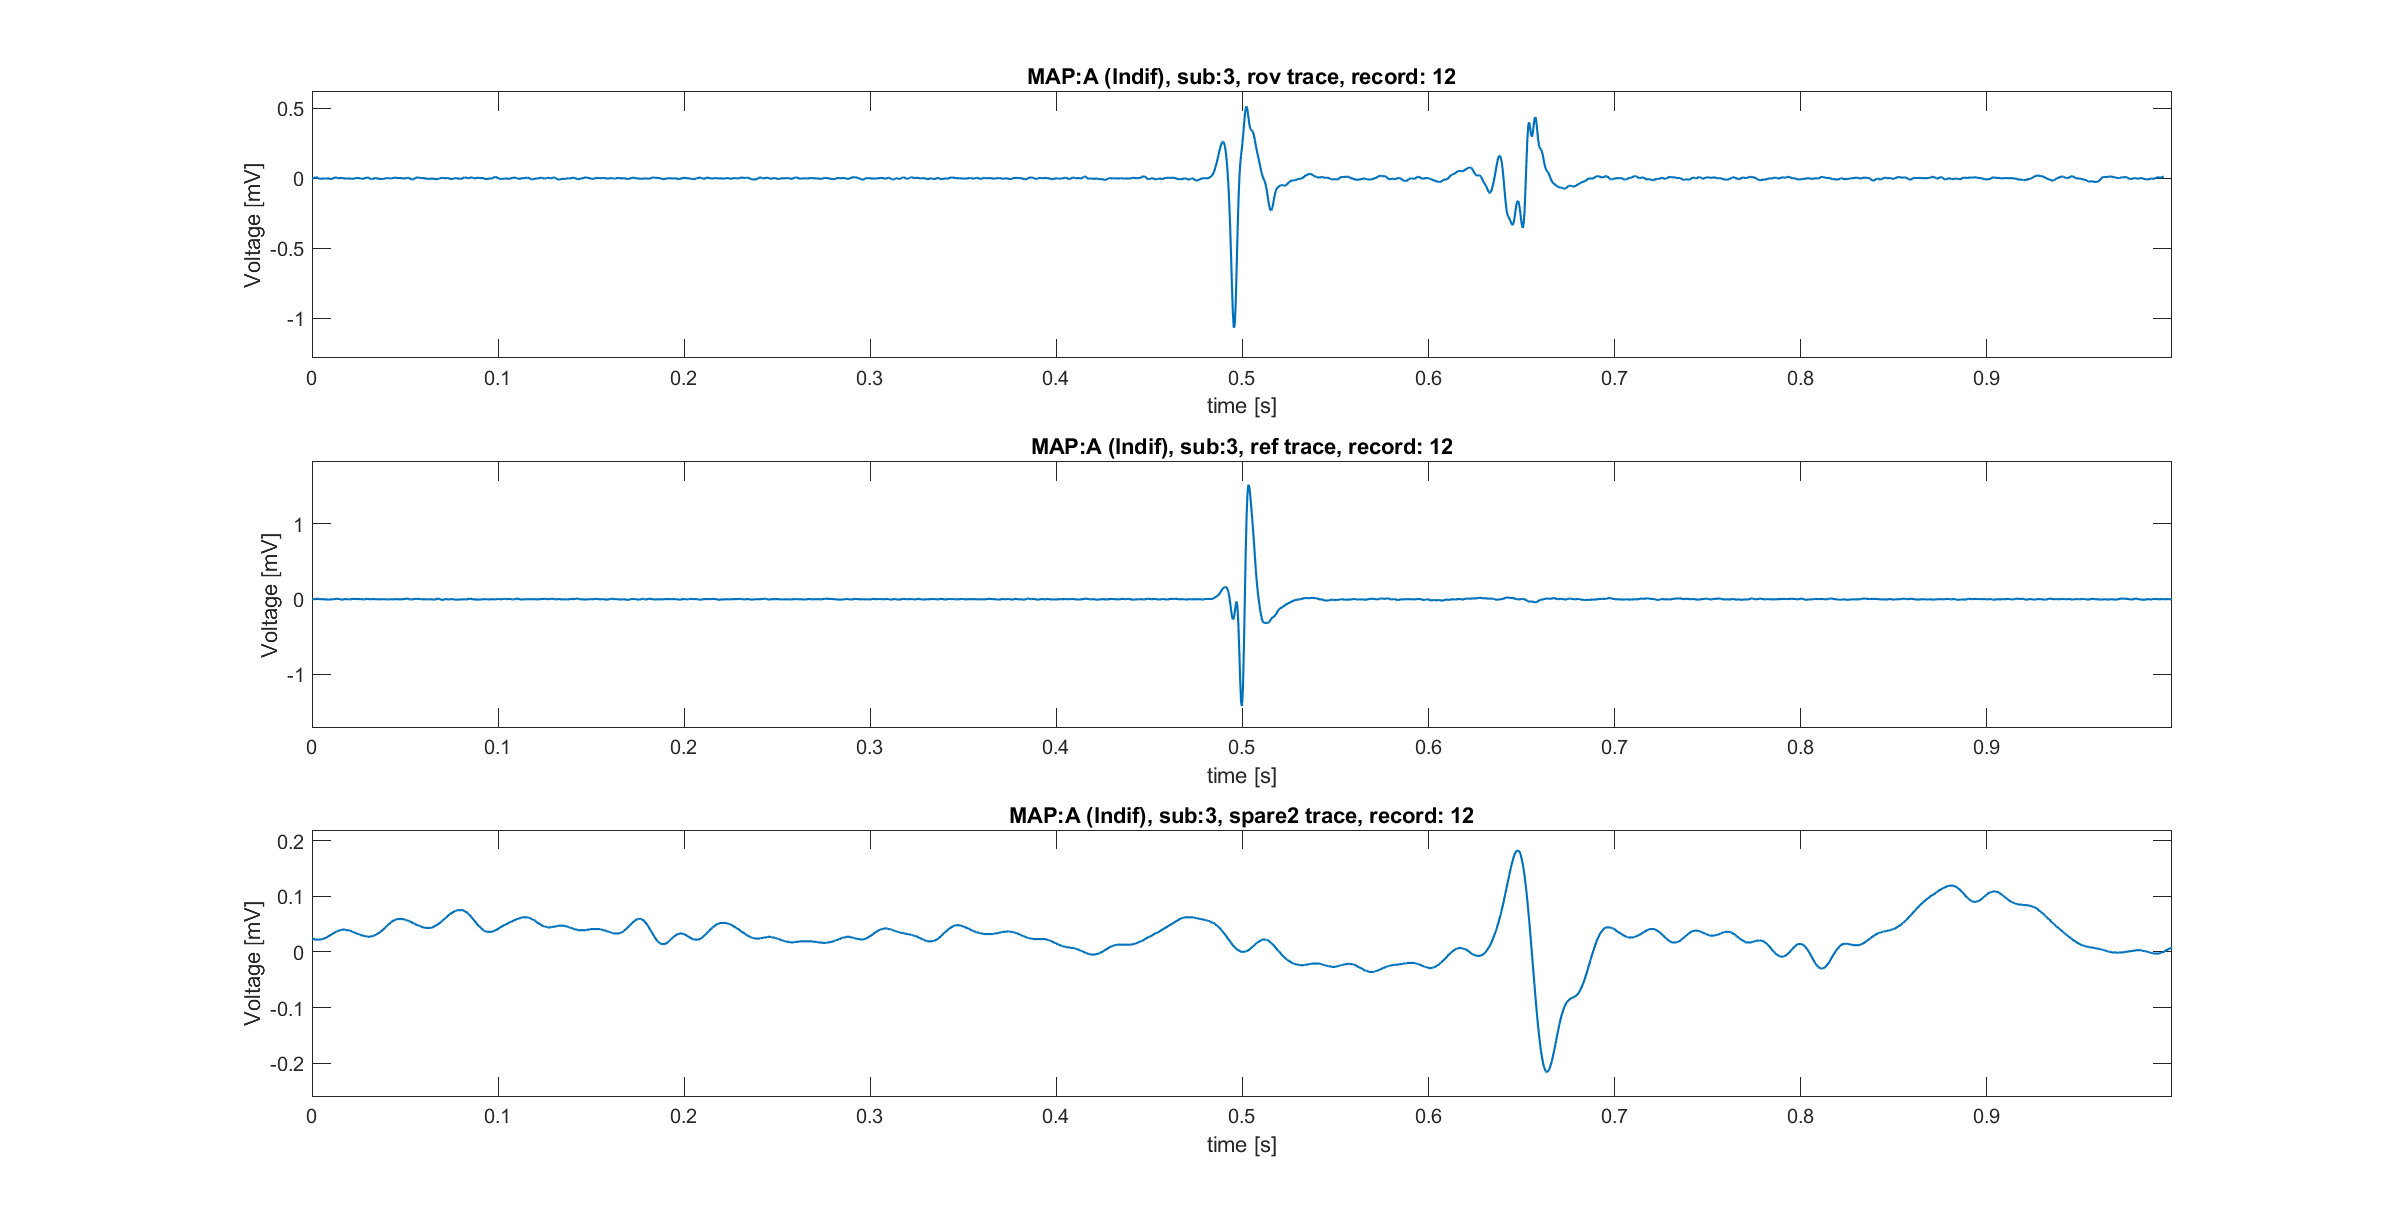 MAP:A (Indif), sub:3, rov trace, record: 12
Voltage [mV]
0.5
0
-0.5
-1
0 0.1 0.2 0.3 0.4 0.5 0.6 0.7 0.8 0.9
time [s]
MAP:A (Indif), sub:3, ref trace, record: 12
Voltage [mV]
1
0
-1
0 0.1 0.2 0.3 0.4 0.5 0.6 0.7 0.8 0.9
time [s]
MAP:A (Indif), sub:3, spare2 trace, record: 12
Voltage [mV]
0.2
0.1
0
-0.1
-0.2
0 0.1 0.2 0.3 0.4 0.5 0.6 0.7 0.8 0.9
time [s]